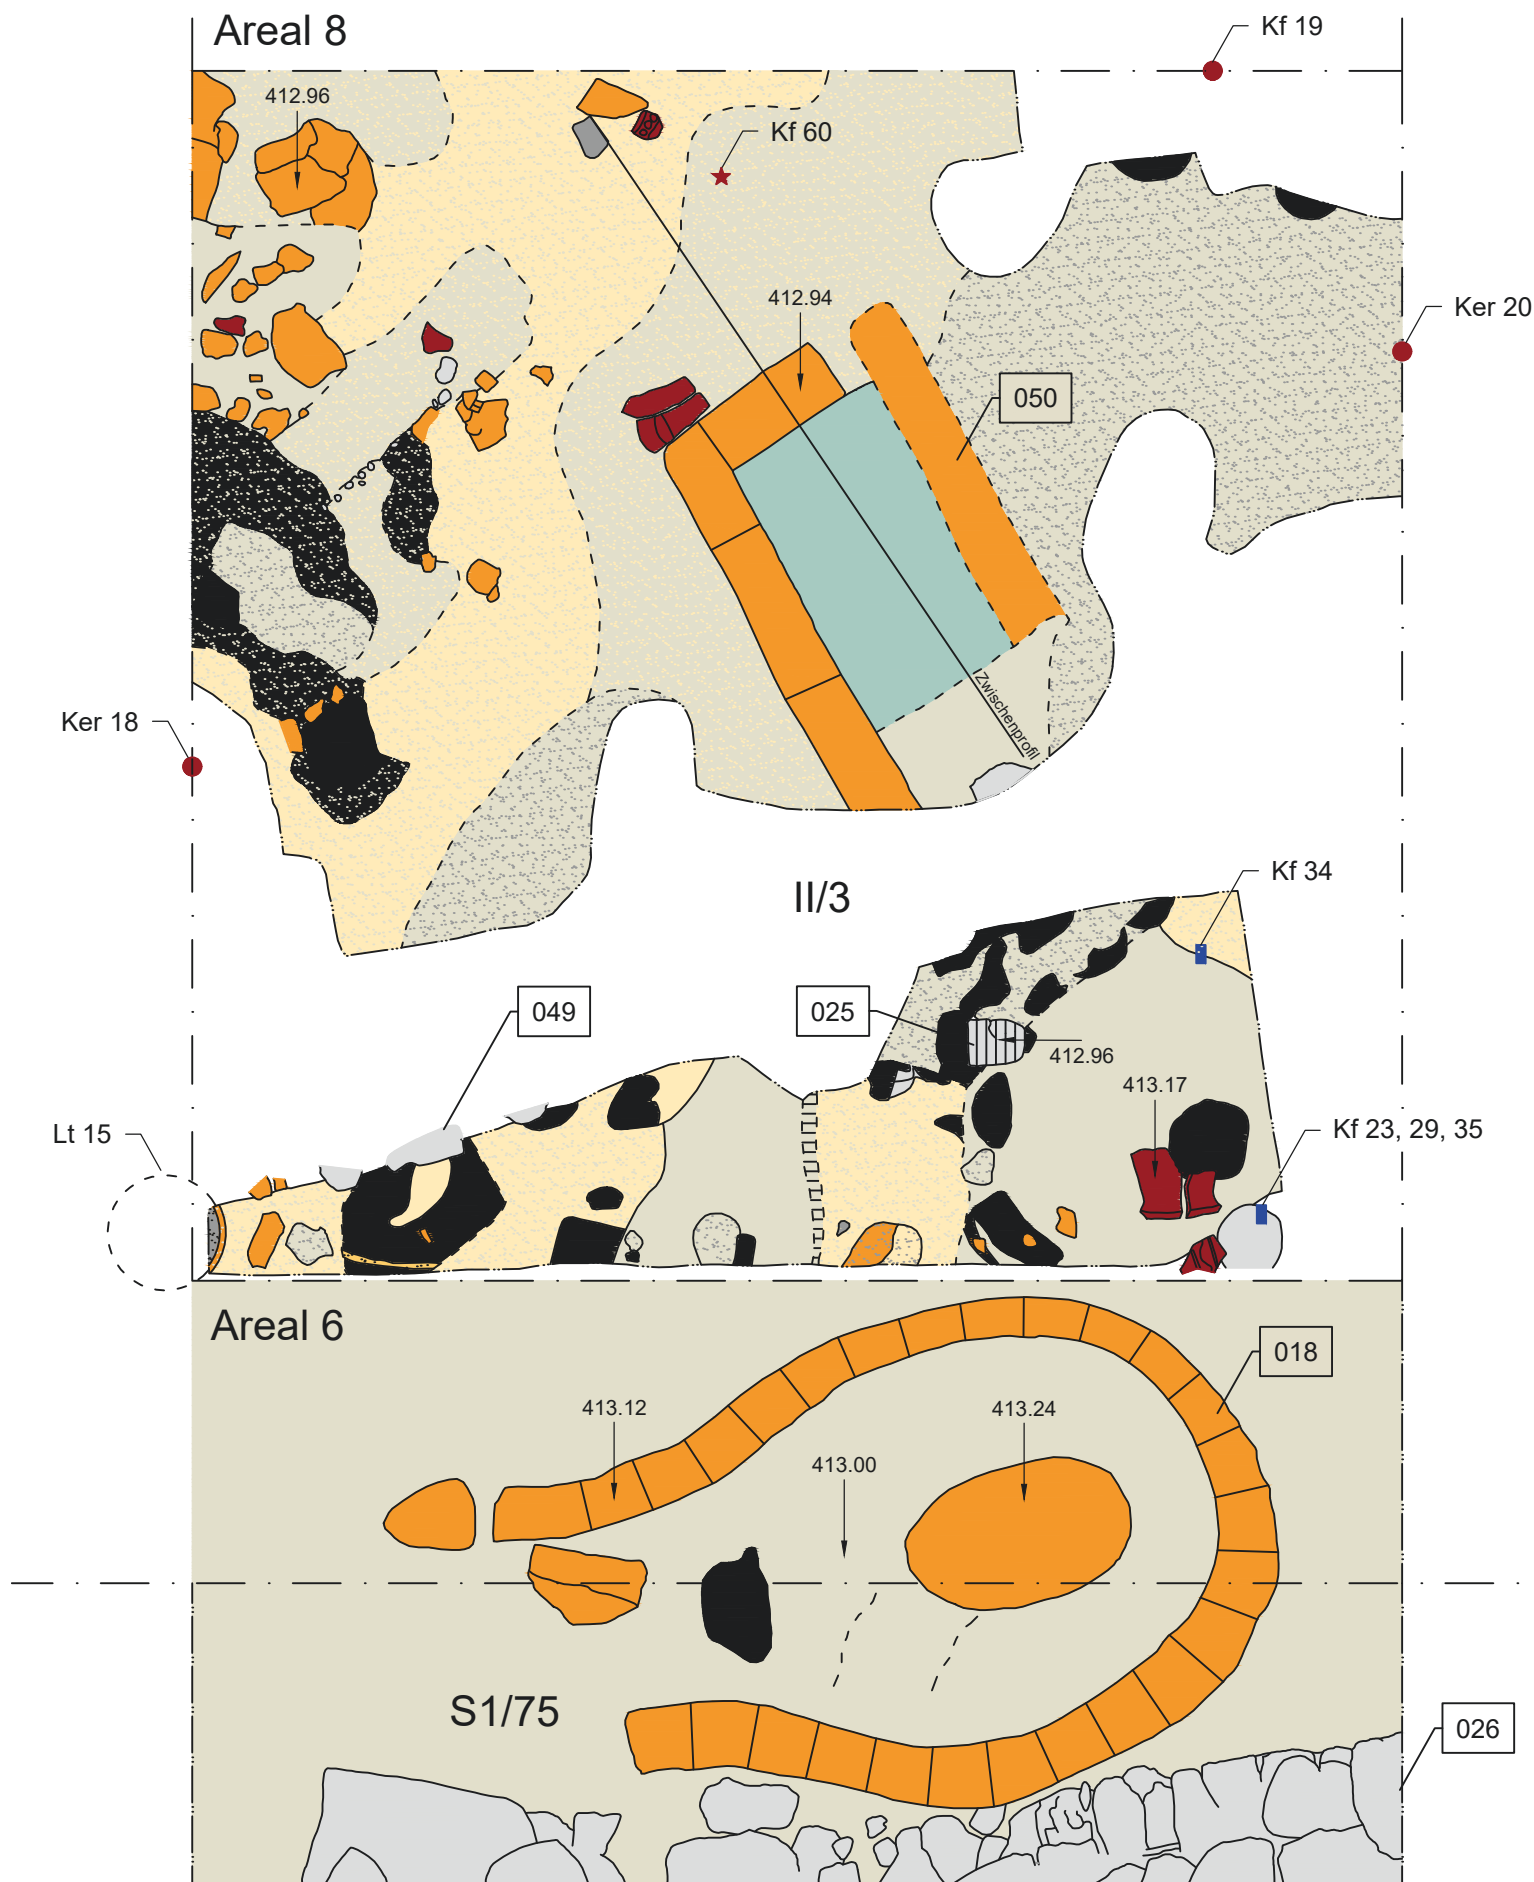 Areal 8
Kf 19
412.96
Kf 60
412.94
Ker 20
050
Zwischenprofil
Ker 18
Kf 34
II/3
049
025
412.96
413.17
Lt 15
Kf 23, 29, 35
Areal 6
018
413.12
413.24
413.00
S1/75
026